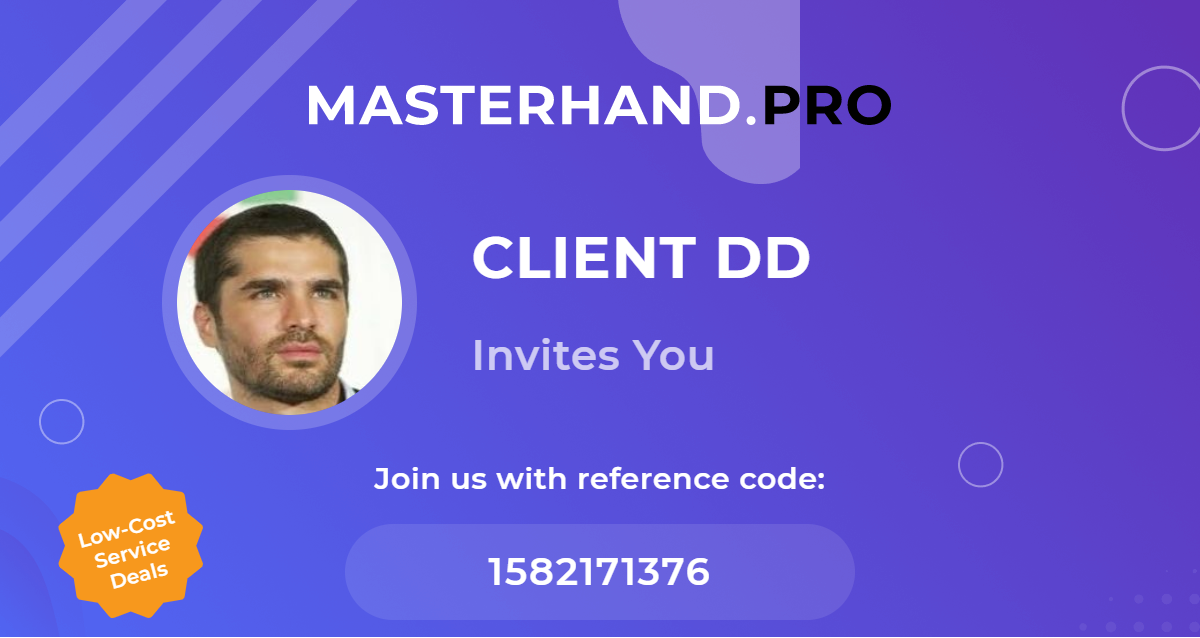 MASTERHAND.PRO
CLIENT DD
Invites You
Join us with reference code:
1582171376
Low-Cost
Service
Deals